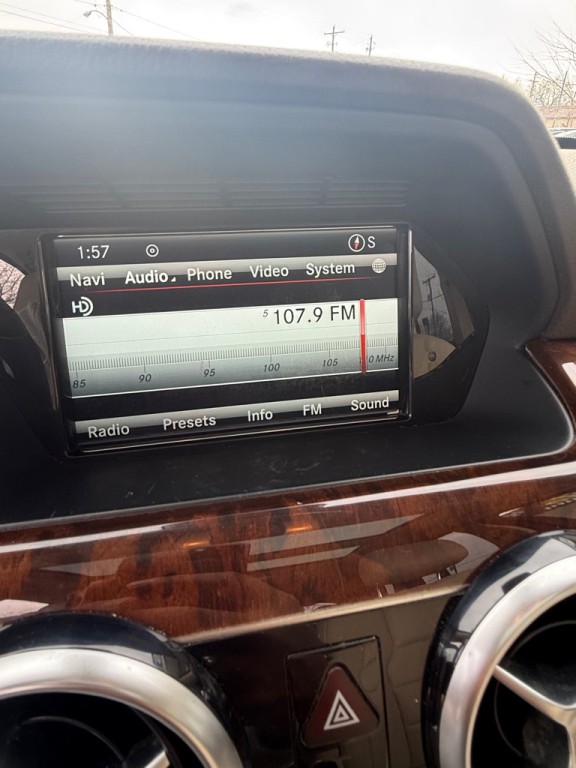 1:57 S
Navi Audio Phone Video System
HD
5 107.9 FM
85 90 95 100 105 0 MHz
Radio Presets Info FM Sound